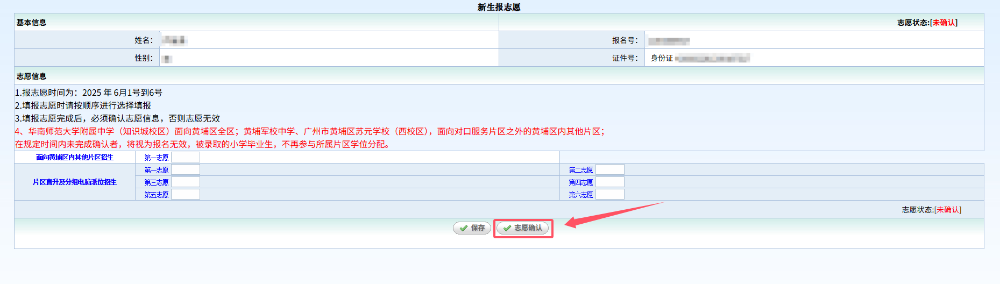 新生报志愿
基本信息 志愿状态:[未确认]
姓名： 报名号：
性别： 证件号： 身份证
志愿信息
1.报志愿时间为：2025 年 6月1号到6号
2.填报志愿时请按顺序进行选择填报
3.填报志愿完成后，必须确认志愿信息，否则志愿无效
4、华南师范大学附属中学（知识城校区）面向黄埔区全区；黄埔军校中学、广州市黄埔区苏元学校（西校区），面向对口服务片区之外的黄埔区内其他片区；
在规定时间内未完成确认者，将视为报名无效，被录取的小学毕业生，不再参与所属片区学位分配。
面向黄埔区内其他片区招生 第一志愿
片区直升及分组电脑派位招生 第一志愿 第二志愿
第三志愿 第四志愿
第五志愿 第六志愿
志愿状态:[未确认]
保存 志愿确认